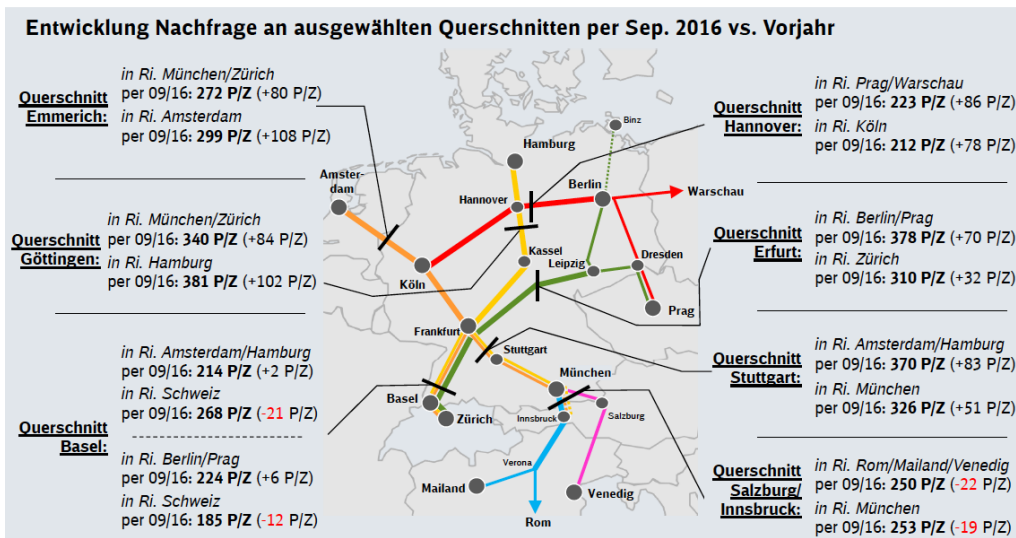 Entwicklung Nachfrage an ausgewählten Querschnitten per Sep. 2016 vs. Vorjahr
Querschnitt
Emmerich:
in Ri. München/Zürich
per 09/16: 272 P/Z (+80 P/Z)
in Ri. Amsterdam
per 09/16: 299 P/Z (+108 P/Z)
Querschnitt
Göttingen:
in Ri. München/Zürich
per 09/16: 340 P/Z (+84 P/Z)
in Ri. Hamburg
per 09/16: 381 P/Z (+102 P/Z)
Querschnitt
Basel:
in Ri. Amsterdam/Hamburg
per 09/16: 214 P/Z (+2 P/Z)
in Ri. Schweiz
per 09/16: 268 P/Z (-21 P/Z)
in Ri. Berlin/Prag
per 09/16: 224 P/Z (+6 P/Z)
in Ri. Schweiz
per 09/16: 185 P/Z (-12 P/Z)
Binz
Hamburg
Amster-
dam
Berlin
Warschau
Hannover
Kassel
Leipzig
Dresden
Köln
Prag
Frankfurt
Stuttgart
München
Basel
Zürich
Innsbruck
Salzburg
Verona
Mailand
Venedig
Rom
Querschnitt
Hannover:
in Ri. Prag/Warschau
per 09/16: 223 P/Z (+86 P/Z)
in Ri. Köln
per 09/16: 212 P/Z (+78 P/Z)
Querschnitt
Erfurt:
in Ri. Berlin/Prag
per 09/16: 378 P/Z (+70 P/Z)
in Ri. Zürich
per 09/16: 310 P/Z (+32 P/Z)
Querschnitt
Stuttgart:
in Ri. Amsterdam/Hamburg
per 09/16: 370 P/Z (+83 P/Z)
in Ri. München
per 09/16: 326 P/Z (+51 P/Z)
Querschnitt
Salzburg/
Innsbruck:
in Ri. Rom/Mailand/Venedig
per 09/16: 250 P/Z (-22 P/Z)
in Ri. München
per 09/16: 253 P/Z (-19 P/Z)